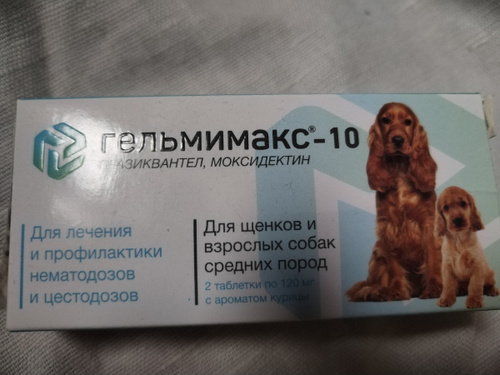 гельмимакс®-10
ПРАЗИКВАНТЕЛ, МОКСИДЕКТИН
Для лечения
и профилактики
нематодозов
и цестодозов
Для щенков и
взрослых собак
средних пород
2 таблетки по 120 мг
с ароматом курицы